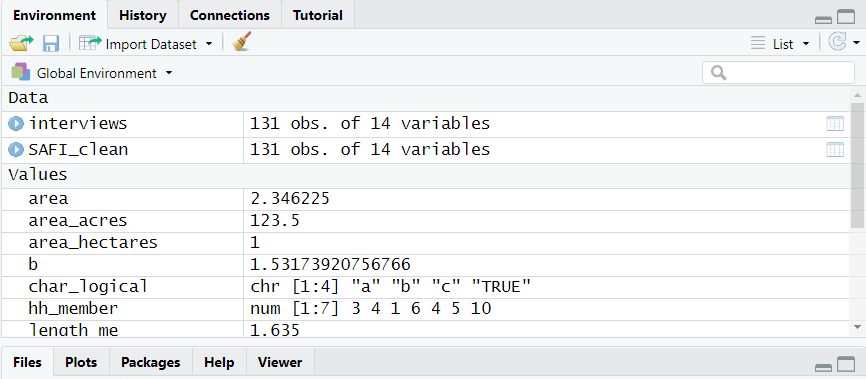 Environment History Connections Tutorial
Import Dataset List
Global Environment
Data
interviews 131 obs. of 14 variables
SAFI_clean 131 obs. of 14 variables
Values
area 2.346225
area_acres 123.5
area_hectares 1
b 1.53173920756766
char_logical chr [1:4] "a" "b" "c" "TRUE"
hh_member num [1:7] 3 4 1 6 4 5 10
length_me 1.635
Files Plots Packages Help Viewer